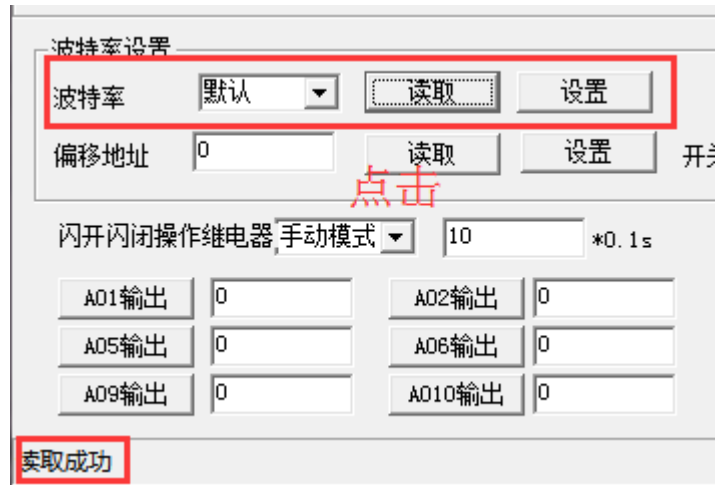 波特率设置
波特率 默认 读取 设置
偏移地址 0 读取 设置 开关
点击
闪开闪闭操作继电器 手动模式 10 *0.1s
A01输出 0 A02输出 0
A05输出 0 A06输出 0
A09输出 0 A010输出 0
读取成功